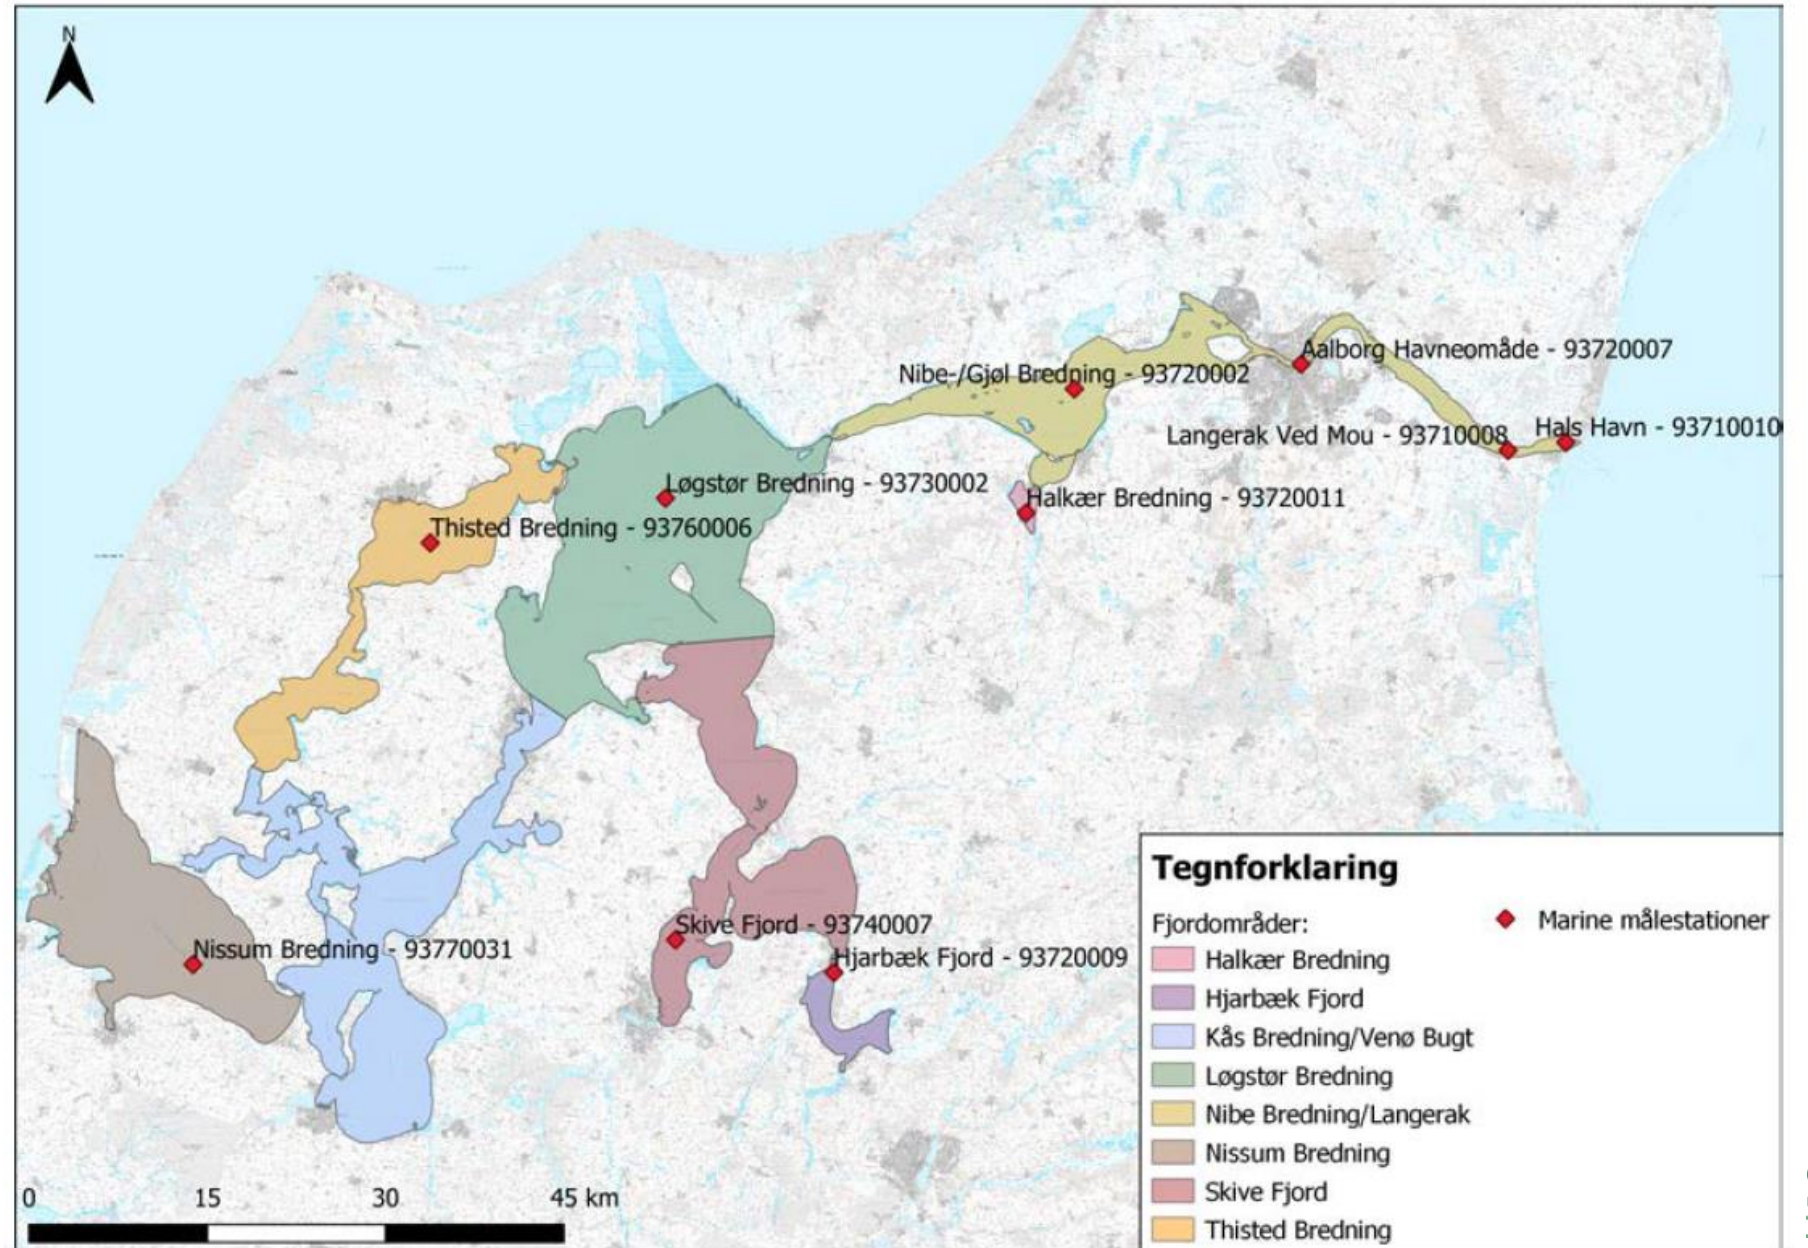 N
Aalborg Havneomåde - 93720007
Nibe-/Gjøl Bredning - 93720002
Langerak Ved Mou - 93710008
Hals Havn - 93710010
Løgstør Bredning - 93730002
Halkær Bredning - 93720011
Thisted Bredning - 93760006
Skive Fjord - 93740007
Nissum Bredning - 93770031
Hjarbæk Fjord - 93720009
Tegnforklaring
Fjordområder:
Marine målestationer
Halkær Bredning
Hjarbæk Fjord
Kås Bredning/Venø Bugt
Løgstør Bredning
Nibe Bredning/Langerak
Nissum Bredning
Skive Fjord
Thisted Bredning
0 15 30 45 km